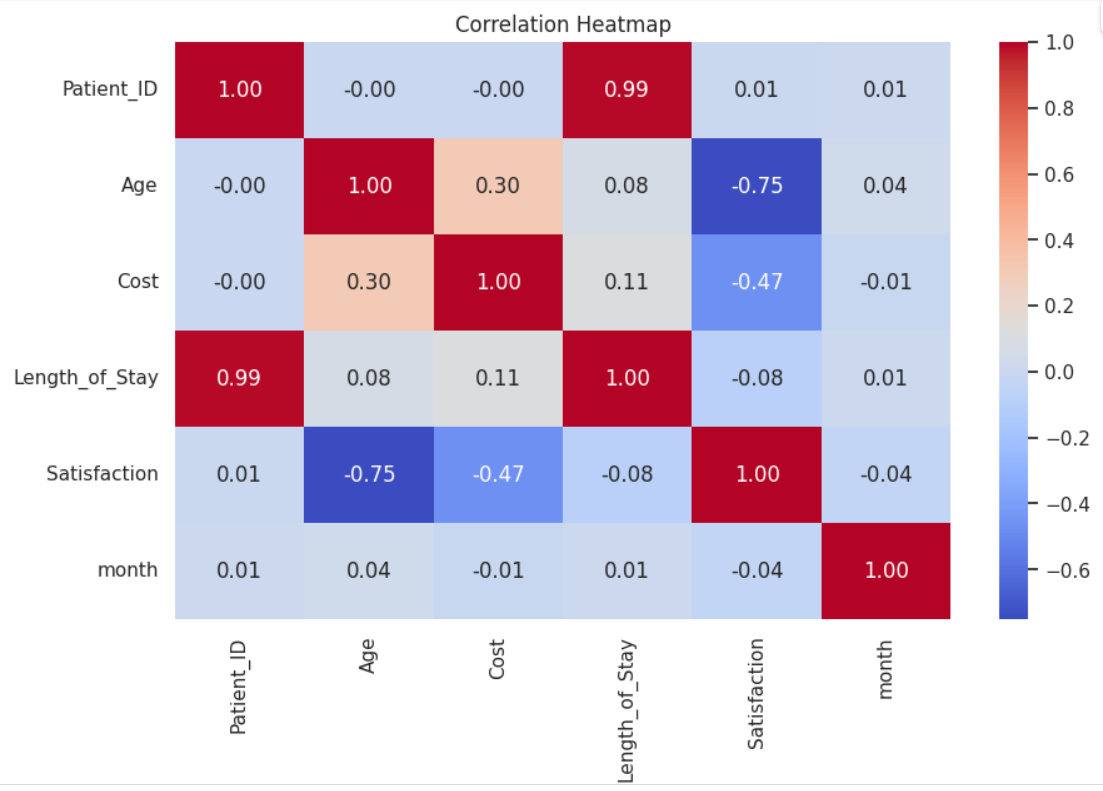 Correlation Heatmap
Patient_ID 1.00 -0.00 -0.00 0.99 0.01 0.01
Age -0.00 1.00 0.30 0.08 -0.75 0.04
Cost -0.00 0.30 1.00 0.11 -0.47 -0.01
Length_of_Stay 0.99 0.08 0.11 1.00 -0.08 0.01
Satisfaction 0.01 -0.75 -0.47 -0.08 1.00 -0.04
month 0.01 0.04 -0.01 0.01 -0.04 1.00
Patient_ID
Age
Cost
Length_of_Stay
Satisfaction
month
1.0
0.8
0.6
0.4
0.2
0.0
−0.2
−0.4
−0.6